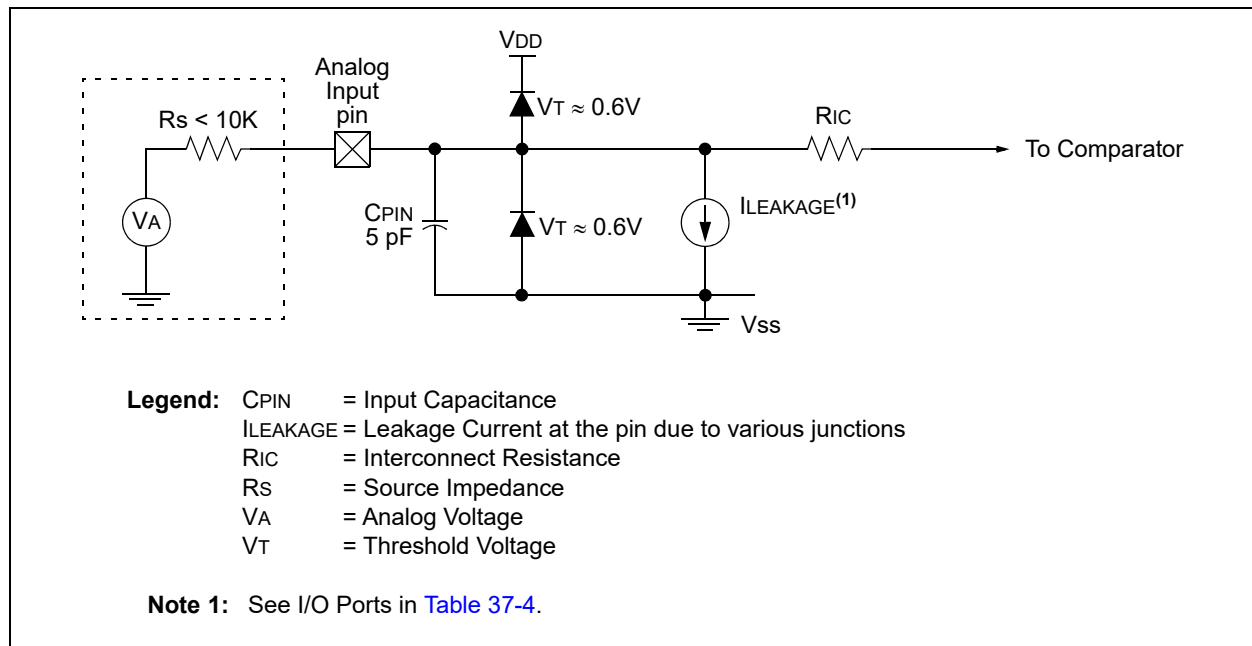 VDD
Analog
Input
pin
Rs < 10K
VT ≈ 0.6V
RIC
To Comparator
VA
CPIN
5 pF
VT ≈ 0.6V
ILEAKAGE(1)
Vss
Legend: CPIN = Input Capacitance
ILEAKAGE = Leakage Current at the pin due to various junctions
RIC = Interconnect Resistance
RS = Source Impedance
VA = Analog Voltage
VT = Threshold Voltage
Note 1: See I/O Ports in Table 37-4.